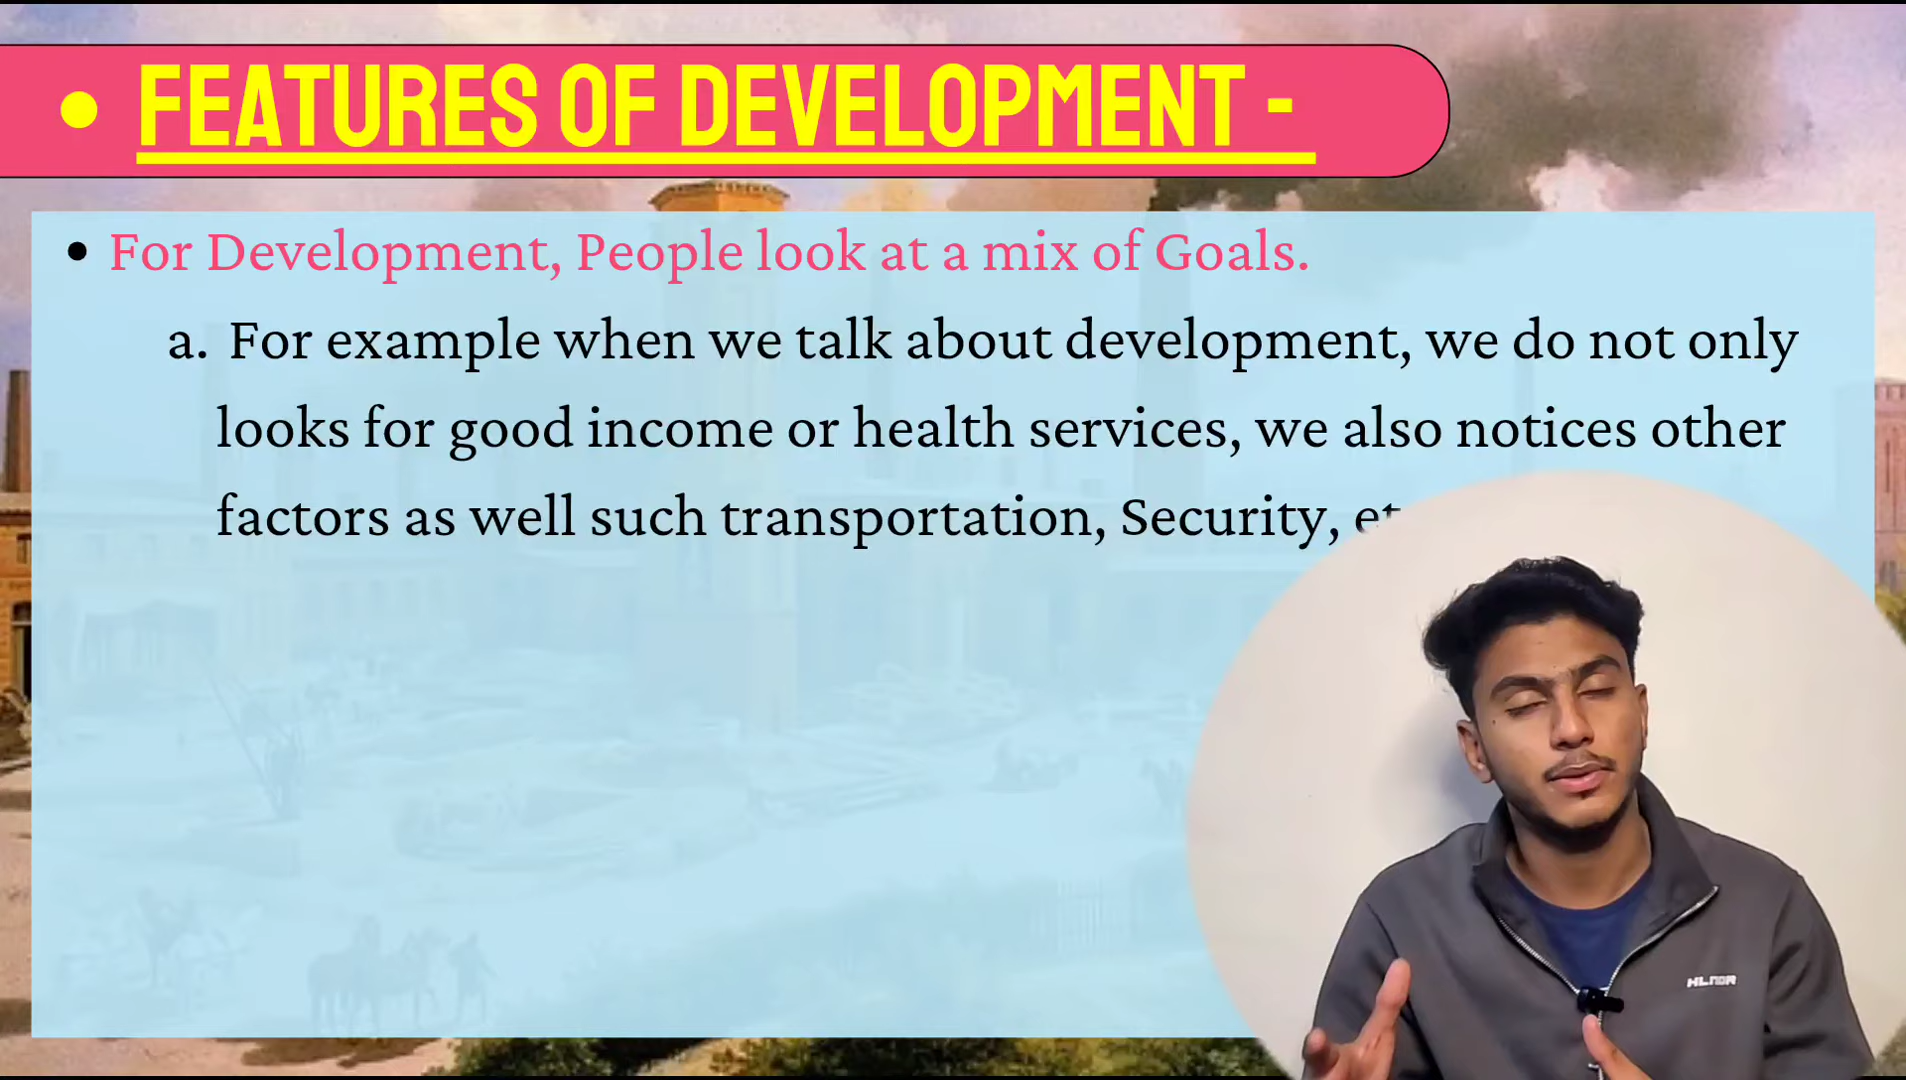 • FEATURES OF DEVELOPMENT -
• For Development, People look at a mix of Goals.
a. For example when we talk about development, we do not only
looks for good income or health services, we also notices other
factors as well such transportation, Security,